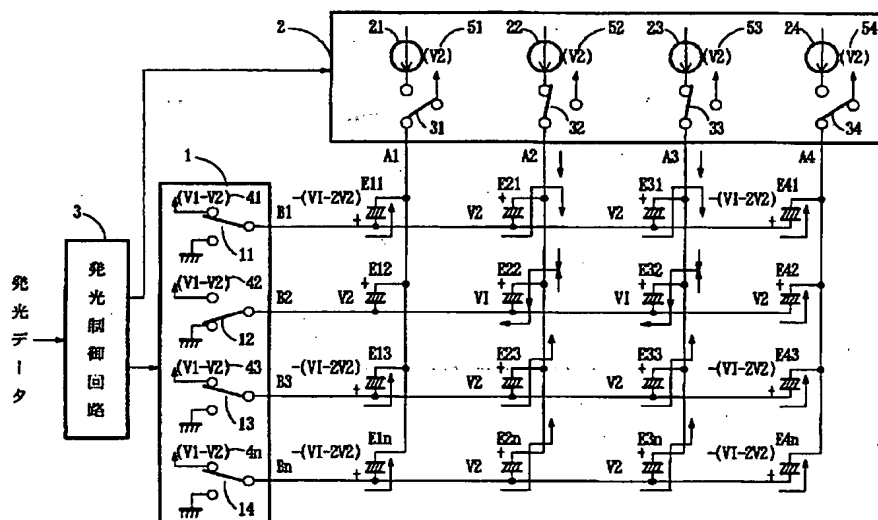 2
21 (V2) 51
22 (V2) 52
23 (V2) 53
24 (V2) 54
31
32
33
34
A1
A2
A3
A4
1
3
発光データ
発光制御回路
(V1-V2) 41
11
B1
-(V1-2V2)
E11
V2
E21
V2
E31
-(V1-2V2)
E41
(V1-V2) 42
12
B2
V2
E12
V1
E22
V1
E32
V2
E42
(V1-V2) 43
13
B3
-(V1-2V2)
E13
V2
E23
V2
E33
-(V1-2V2)
E43
(V1-V2) 4n
14
Bn
-(V1-2V2)
E1n
V2
E2n
V2
E3n
-(V1-2V2)
E4n